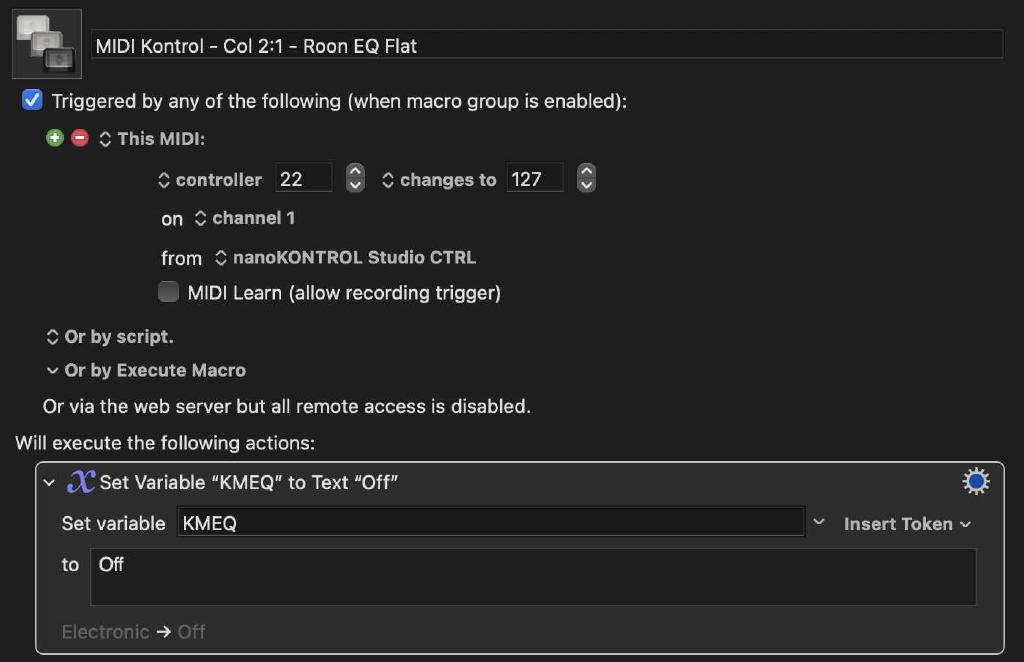 MIDI Kontrol - Col 2:1 - Roon EQ Flat
Triggered by any of the following (when macro group is enabled):
This MIDI:
controller 22 changes to 127
on channel 1
from nanoKONTROL Studio CTRL
MIDI Learn (allow recording trigger)
Or by script.
Or by Execute Macro
Or via the web server but all remote access is disabled.
Will execute the following actions:
Set Variable “KMEQ” to Text “Off”
Set variable KMEQ Insert Token
to Off
Electronic → Off